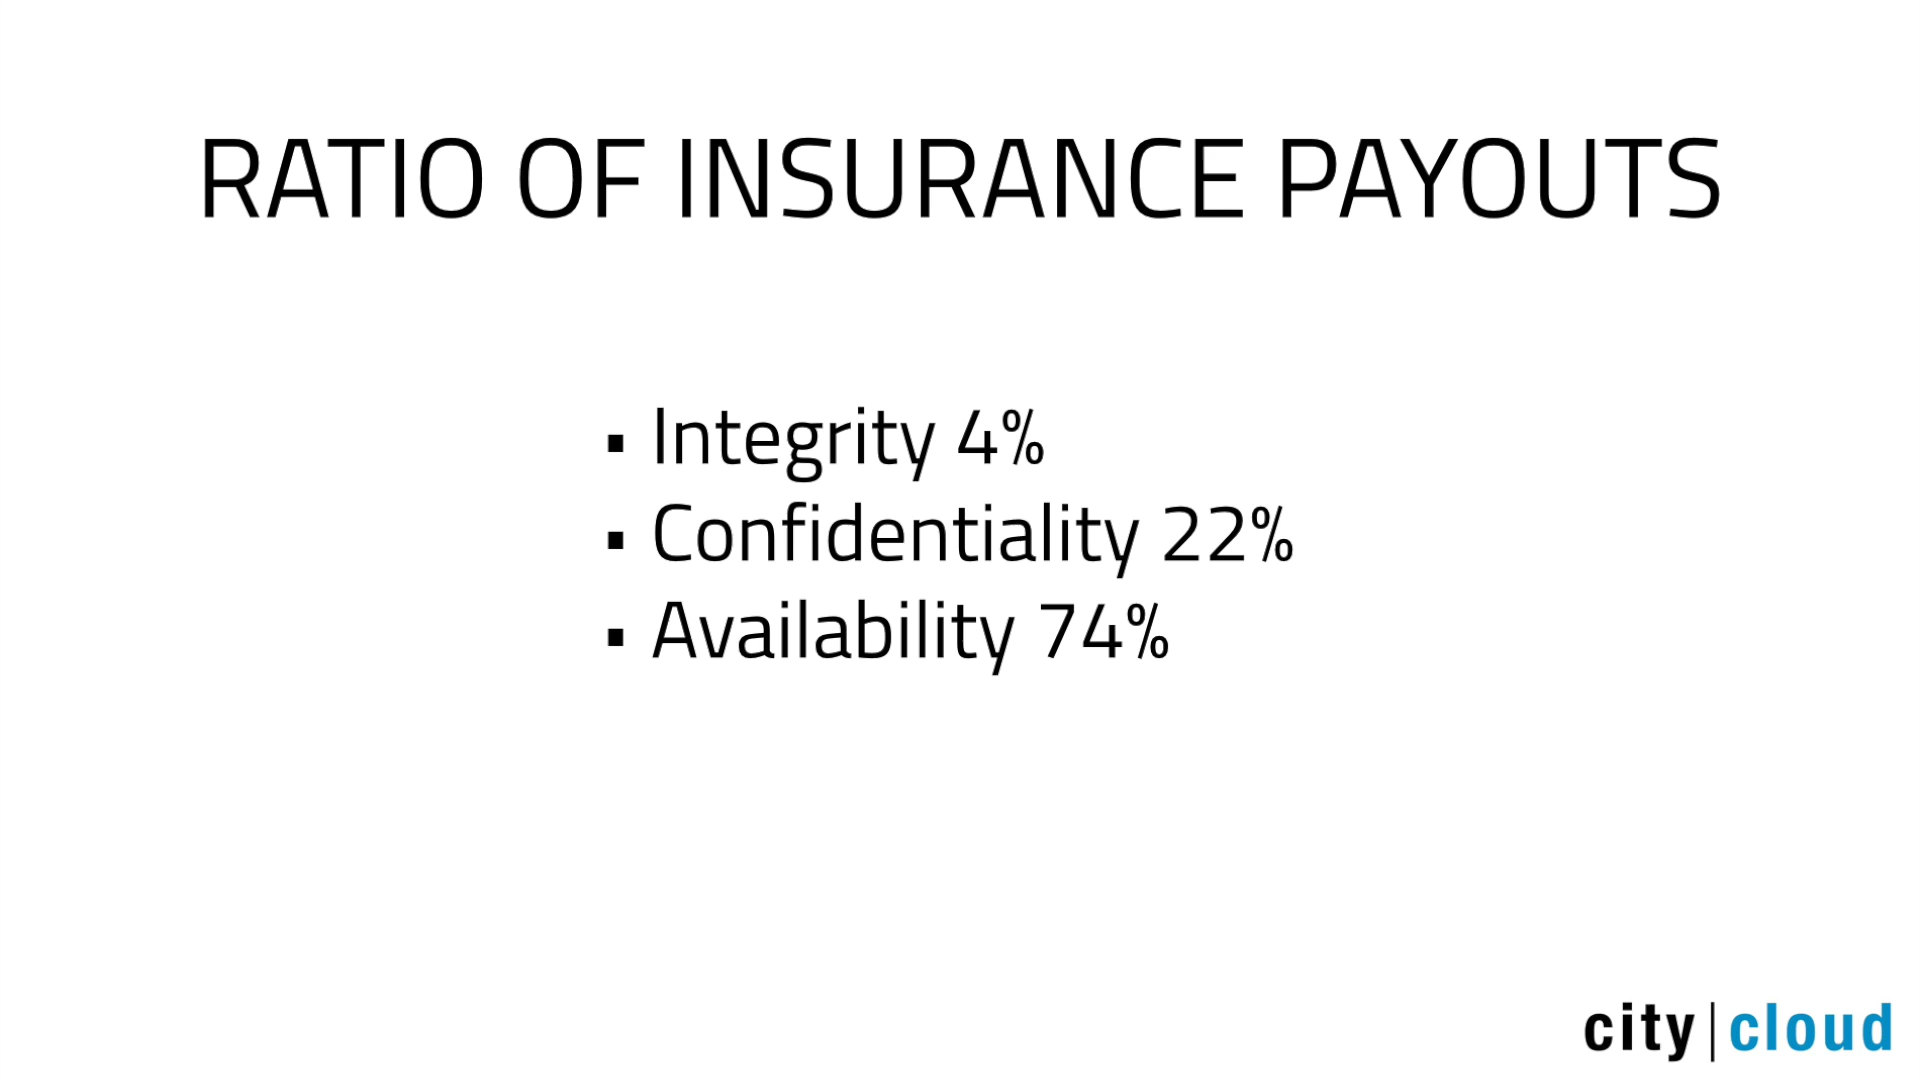 RATIO OF INSURANCE PAYOUTS
▪ Integrity 4%
▪ Confidentiality 22%
▪ Availability 74%
city|cloud